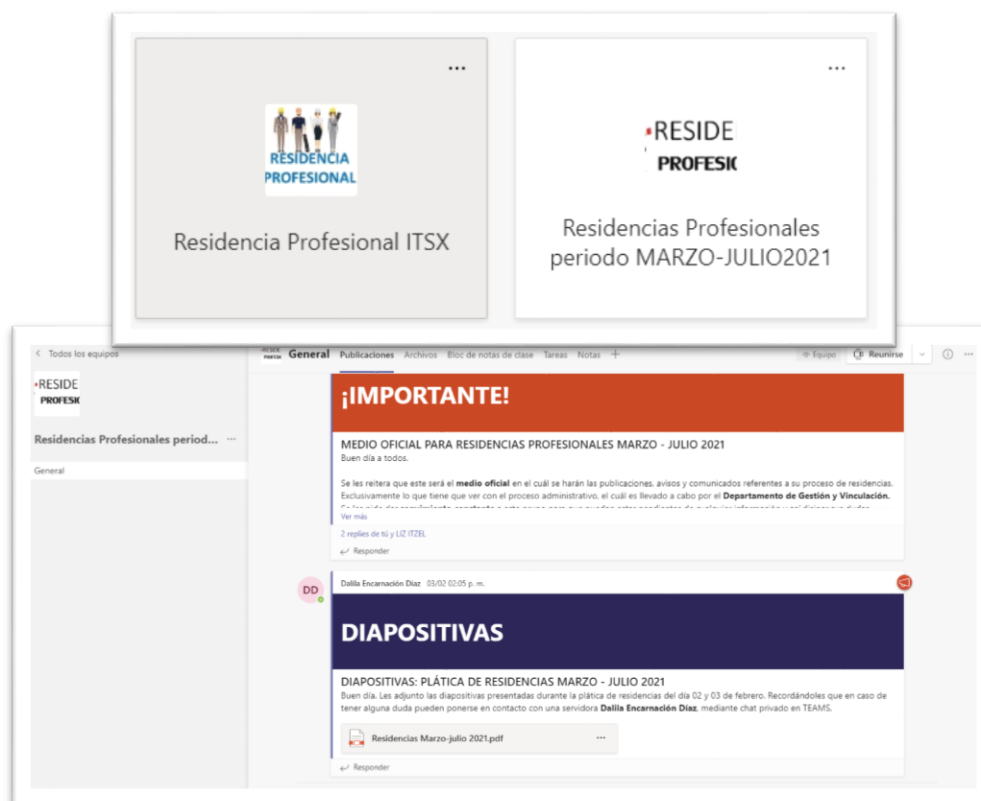 RESIDENCIA
PROFESIONAL
Residencia Profesional ITSX
RESIDE
PROFESIO
Residencias Profesionales
periodo MARZO-JULIO2021
Todos los equipos
RESIDE
PROFESIO
Residencias Profesionales period...
General
General Publicaciones Archivos Bloc de notas de clase Tareas Notas +
Equipo Reunirse
¡IMPORTANTE!
MEDIO OFICIAL PARA RESIDENCIAS PROFESIONALES MARZO - JULIO 2021
Buen día a todos.
Se les reitera que este será el medio oficial en el cuál se harán las publicaciones, avisos y comunicados referentes a su proceso de residencias.
Exclusivamente lo que tiene que ver con el proceso administrativo, el cuál es llevado a cabo por el Departamento de Gestión y Vinculación.
Ver más
2 replies de tú y LIZ ITZEL
Responder
DD
Dalila Encarnación Díaz 03/02 02:05 p. m.
DIAPOSITIVAS
DIAPOSITIVAS: PLÁTICA DE RESIDENCIAS MARZO - JULIO 2021
Buen día. Les adjunto las diapositivas presentadas durante la plática de residencias del día 02 y 03 de febrero. Recordándoles que en caso de
tener alguna duda pueden ponerse en contacto con una servidora Dalila Encarnación Díaz, mediante chat privado en TEAMS.
Residencias Marzo-julio 2021.pdf
Responder